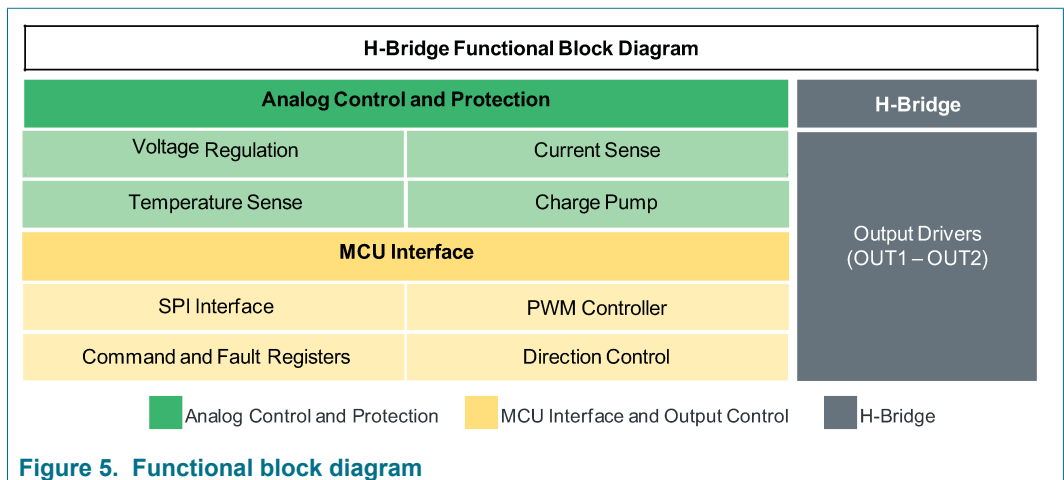 H-Bridge Functional Block Diagram
Analog Control and Protection
H-Bridge
Voltage Regulation
Current Sense
Temperature Sense
Charge Pump
Output Drivers
(OUT1 – OUT2)
MCU Interface
SPI Interface
PWM Controller
Command and Fault Registers
Direction Control
Analog Control and Protection
MCU Interface and Output Control
H-Bridge
Figure 5. Functional block diagram